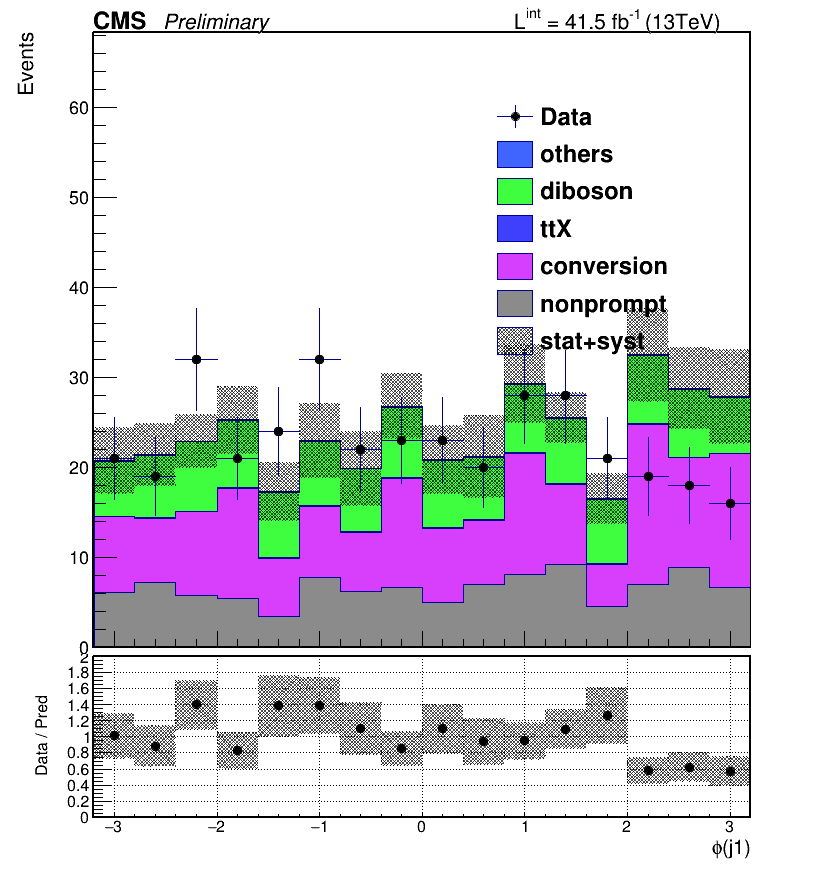 CMS Preliminary L^int = 41.5 fb^-1 (13TeV)
Events
60
50
40
30
20
10
0
Data
others
diboson
ttX
conversion
nonprompt
stat+syst
Data / Pred
2
1.8
1.6
1.4
1.2
1
0.8
0.6
0.4
0.2
0
−3 −2 −1 0 1 2 3
ϕ(j1)